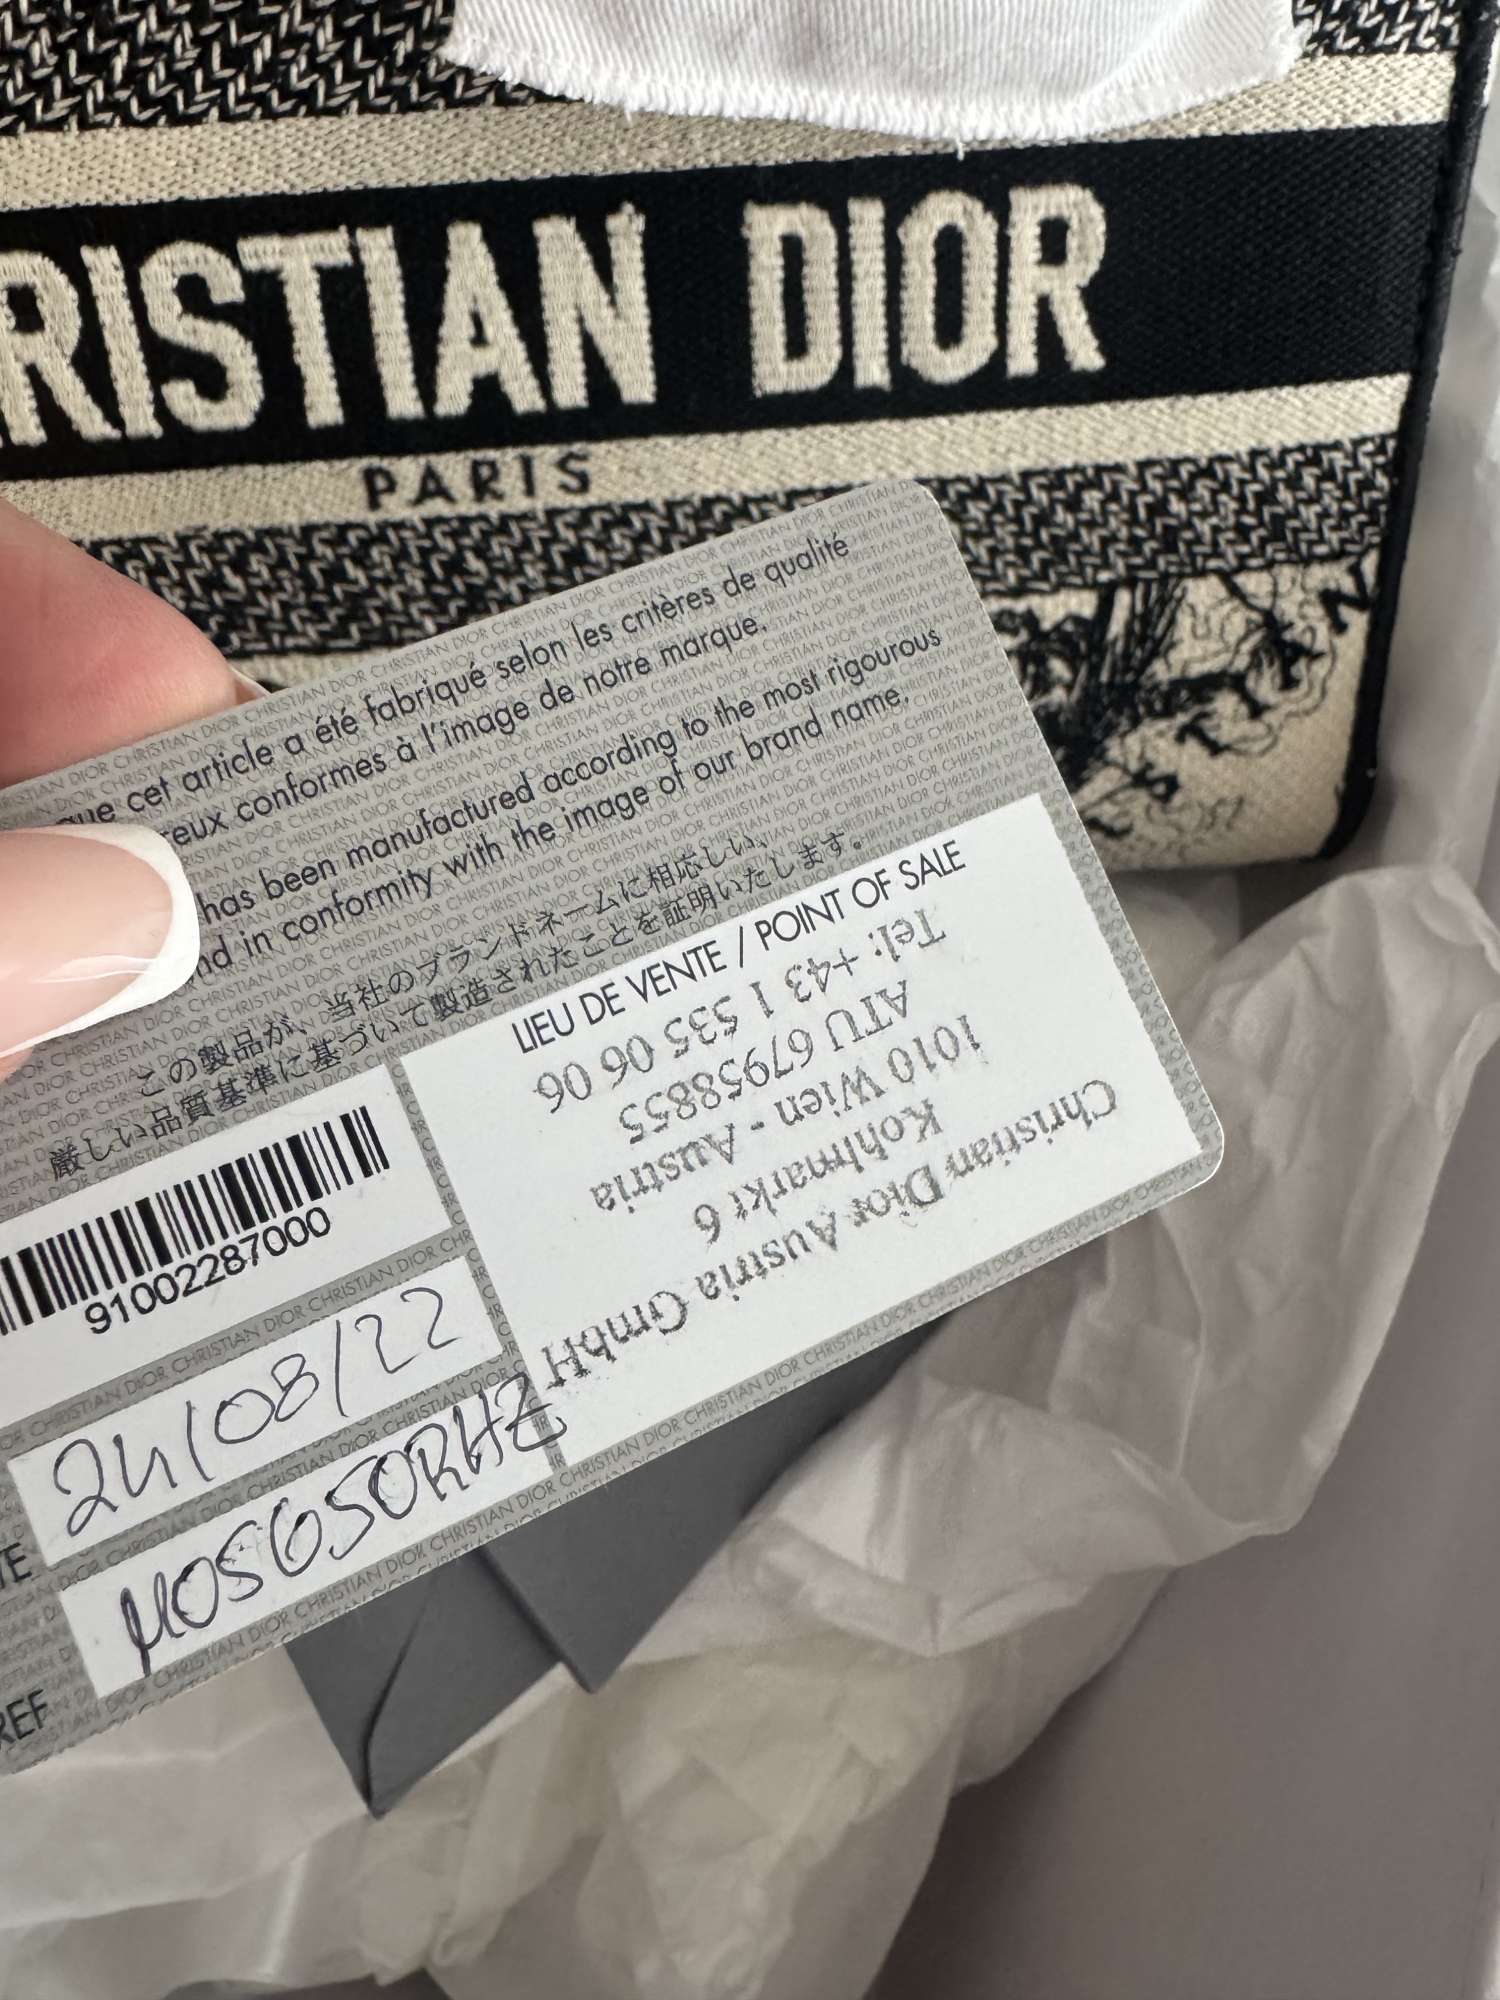 RISTIAN DIOR
PARIS
que cet article a été fabriqué selon les critères de qualité
reux conformes à l'image de notre marque.
has been manufactured according to the most rigourous
nd in conformity with the image of our brand name.
この製品が、当社のブランドネームに相応しい、
厳しい品質基準に基づいて製造されたことを証明いたします。
LIEU DE VENTE / POINT OF SALE
Christian Dior Austria GmbH
Kohlmarkt 6
1010 Wien - Austria
ATU 67958855
Tel: +43 1 535 06 06
91002287000
24/08/22
TE
M0565ORHZ
REF